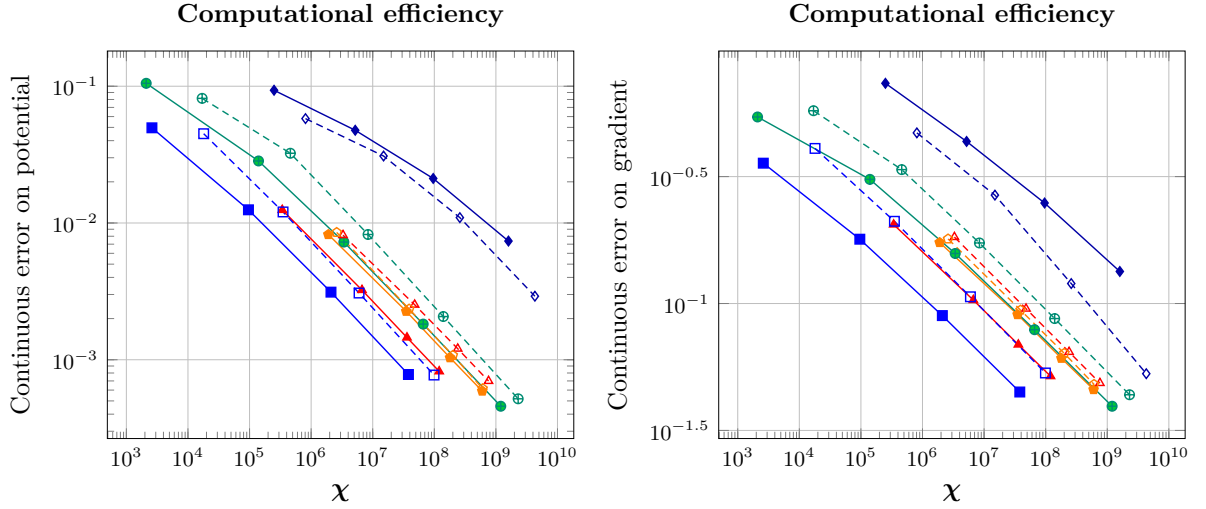 Computational efficiency
Continuous error on potential
10^-1
10^-2
10^-3
10^3 10^4 10^5 10^6 10^7 10^8 10^9 10^10
χ
Computational efficiency
Continuous error on gradient
10^-0.5
10^-1
10^-1.5
10^3 10^4 10^5 10^6 10^7 10^8 10^9 10^10
χ